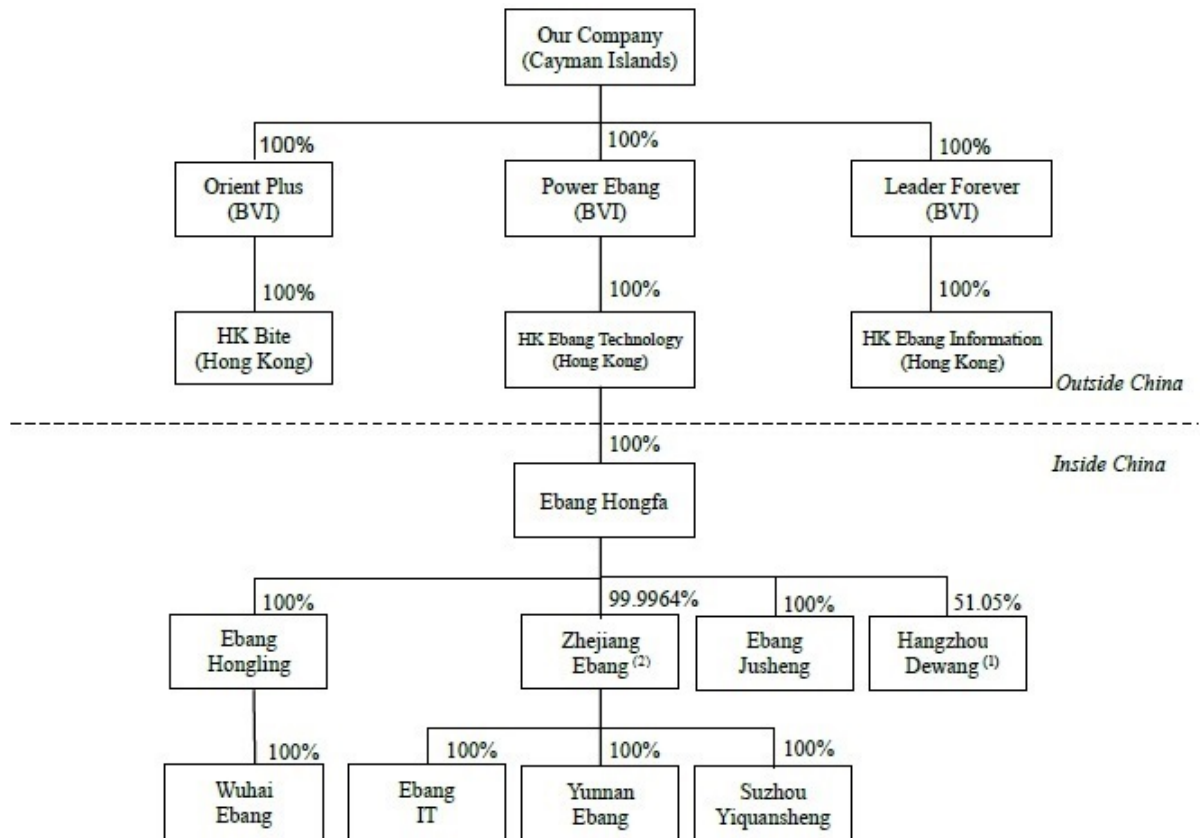 Our Company
(Cayman Islands)
100%
100%
100%
Orient Plus
(BVI)
Power Ebang
(BVI)
Leader Forever
(BVI)
100%
100%
100%
HK Bite
(Hong Kong)
HK Ebang Technology
(Hong Kong)
HK Ebang Information
(Hong Kong)
Outside China
100%
Inside China
Ebang Hongfa
100%
99.9964%
100%
51.05%
Ebang
Hongling
Zhejiang
Ebang (2)
Ebang
Jusheng
Hangzhou
Dewang (1)
100%
100%
100%
100%
Wuhai
Ebang
Ebang
IT
Yunnan
Ebang
Suzhou
Yiquansheng